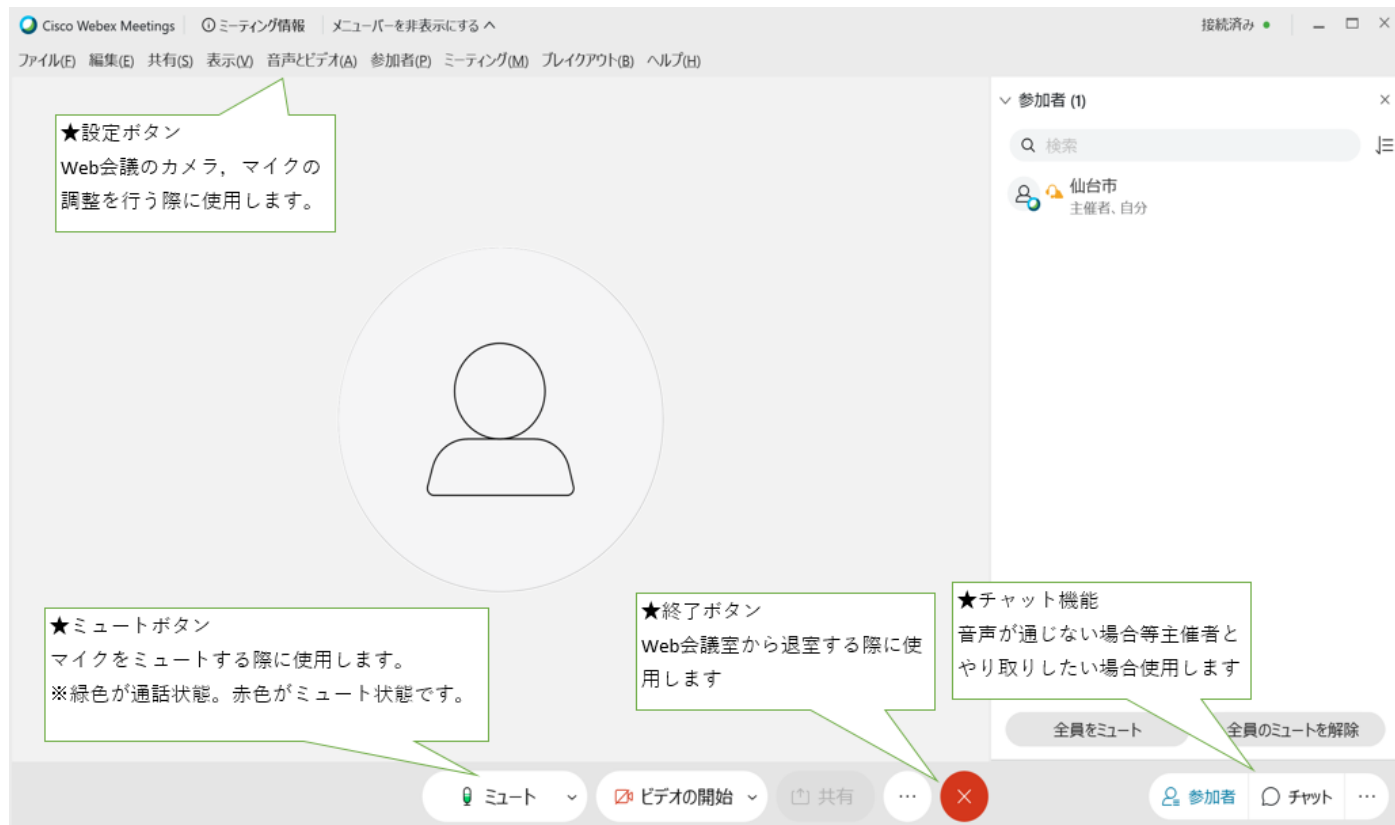 Cisco Webex Meetings ミーティング情報 メニューバーを非表示にする 接続済み
ファイル(F) 編集(E) 共有(S) 表示(V) 音声とビデオ(A) 参加者(P) ミーティング(M) ブレイクアウト(B) ヘルプ(H)
★設定ボタン
Web会議のカメラ，マイクの
調整を行う際に使用します。
参加者 (1)
検索
仙台市
主催者、自分
★ミュートボタン
マイクをミュートする際に使用します。
※緑色が通話状態。赤色がミュート状態です。
★終了ボタン
Web会議室から退室する際に使
用します
★チャット機能
音声が通じない場合等主催者と
やり取りしたい場合使用します
全員をミュート 全員のミュートを解除
ミュート ビデオの開始 共有 … 参加者 チャット …